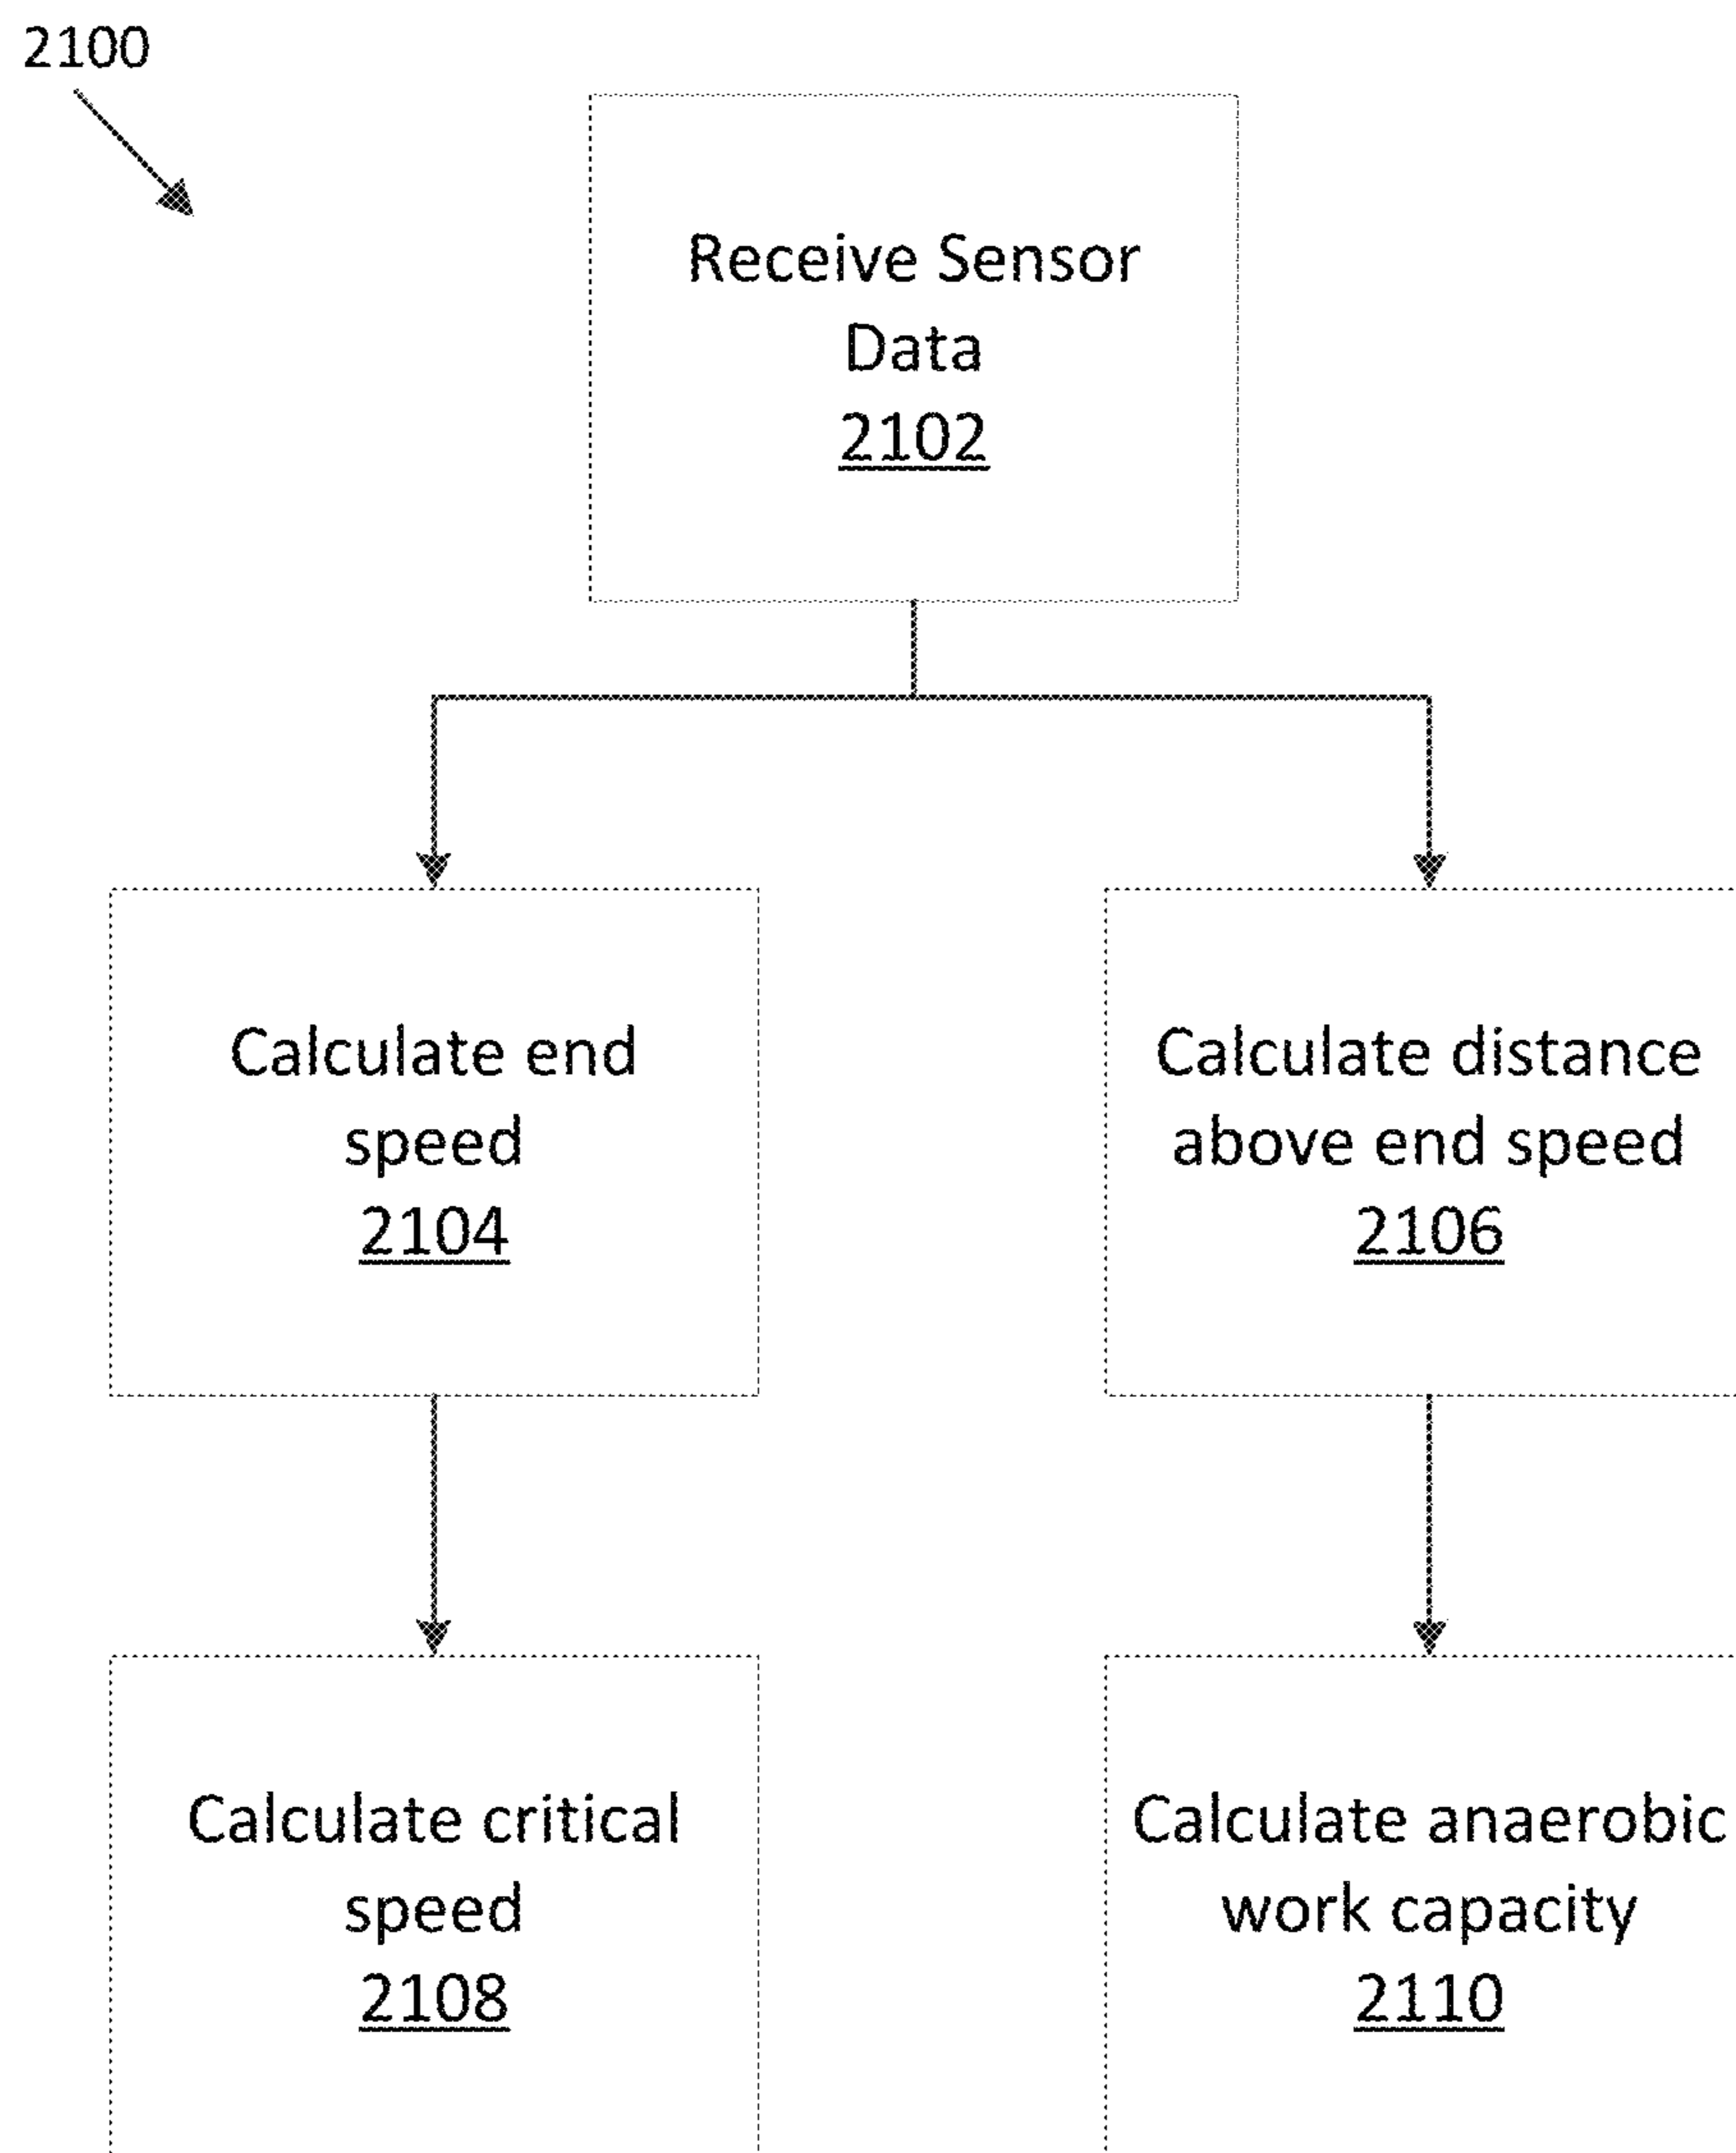 2100
Receive Sensor
Data
2102
Calculate end
speed
2104
Calculate distance
above end speed
2106
Calculate critical
speed
2108
Calculate anaerobic
work capacity
2110